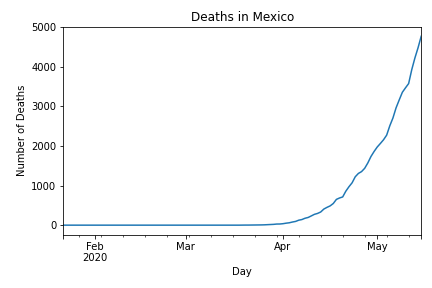 Deaths in Mexico
5000
4000
3000
2000
1000
0
Number of Deaths
Feb
2020
Mar
Apr
May
Day